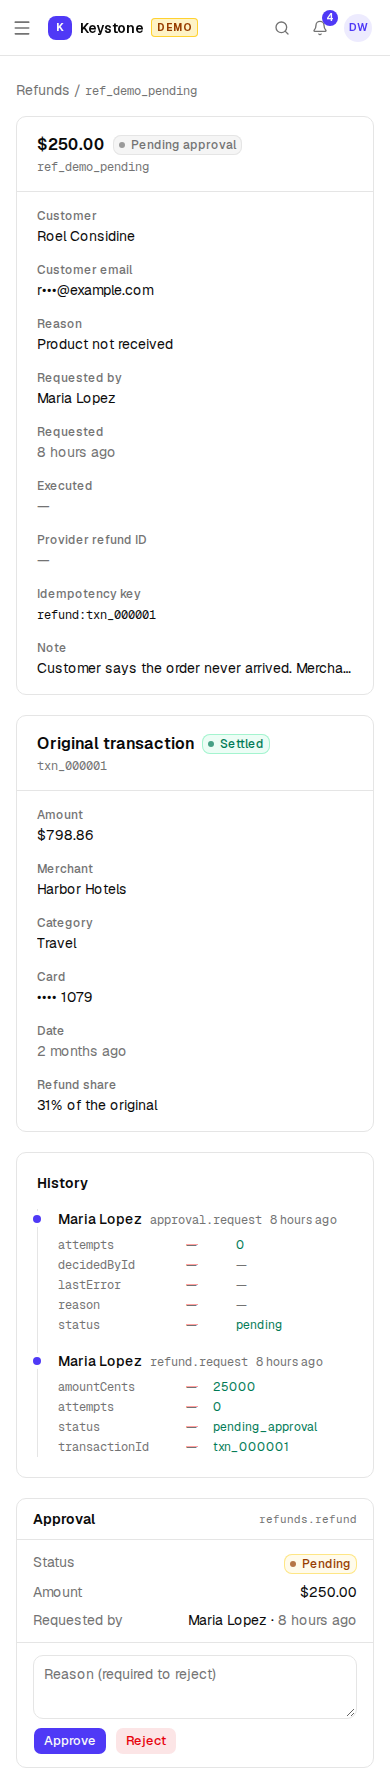 K Keystone DEMO 4 DW
Refunds / ref_demo_pending
$250.00 Pending approval
ref_demo_pending
Customer
Roel Considine
Customer email
r•••@example.com
Reason
Product not received
Requested by
Maria Lopez
Requested
8 hours ago
Executed
—
Provider refund ID
—
Idempotency key
refund:txn_000001
Note
Customer says the order never arrived. Mercha…
Original transaction Settled
txn_000001
Amount
$798.86
Merchant
Harbor Hotels
Category
Travel
Card
•••• 1079
Date
2 months ago
Refund share
31% of the original
History
Maria Lopez approval.request 8 hours ago
attempts — 0
decidedById — —
lastError — —
reason — —
status — pending
Maria Lopez refund.request 8 hours ago
amountCents — 25000
attempts — 0
status — pending_approval
transactionId — txn_000001
Approval refunds.refund
Status Pending
Amount $250.00
Requested by Maria Lopez · 8 hours ago
Reason (required to reject)
Approve Reject